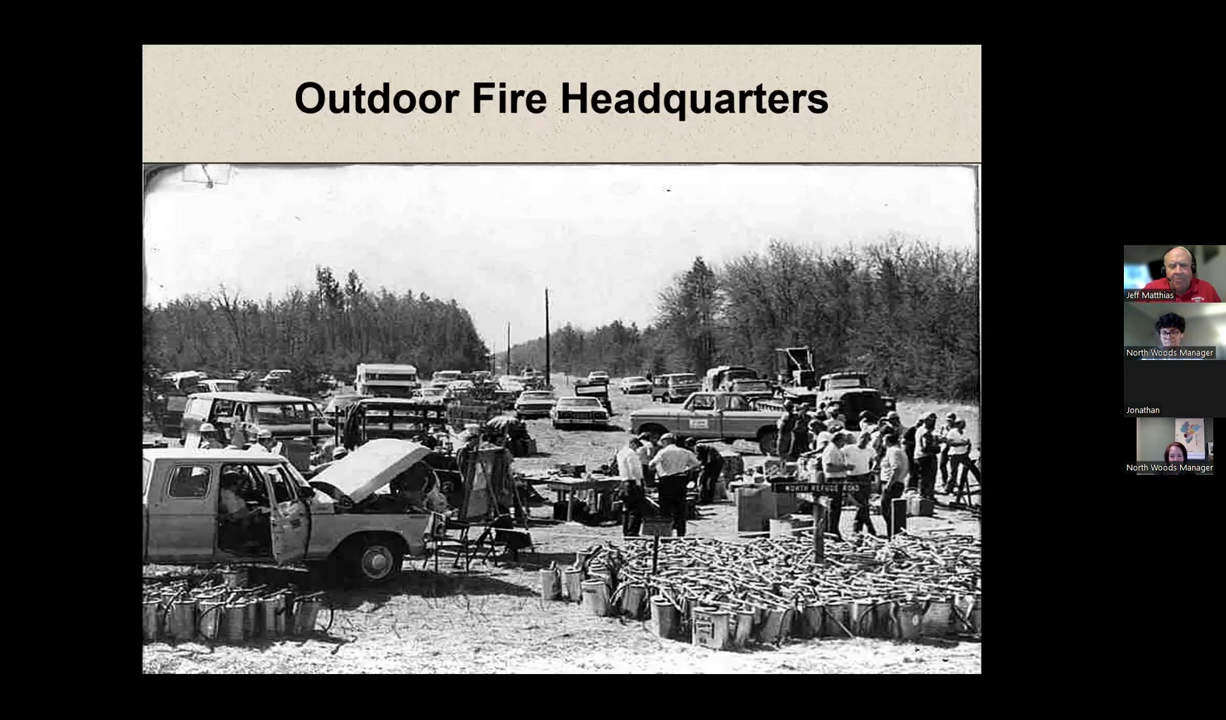 Outdoor Fire Headquarters
NORTH REFUGE ROAD
Jeff Matthias
North Woods Manager
Jonathan
North Woods Manager